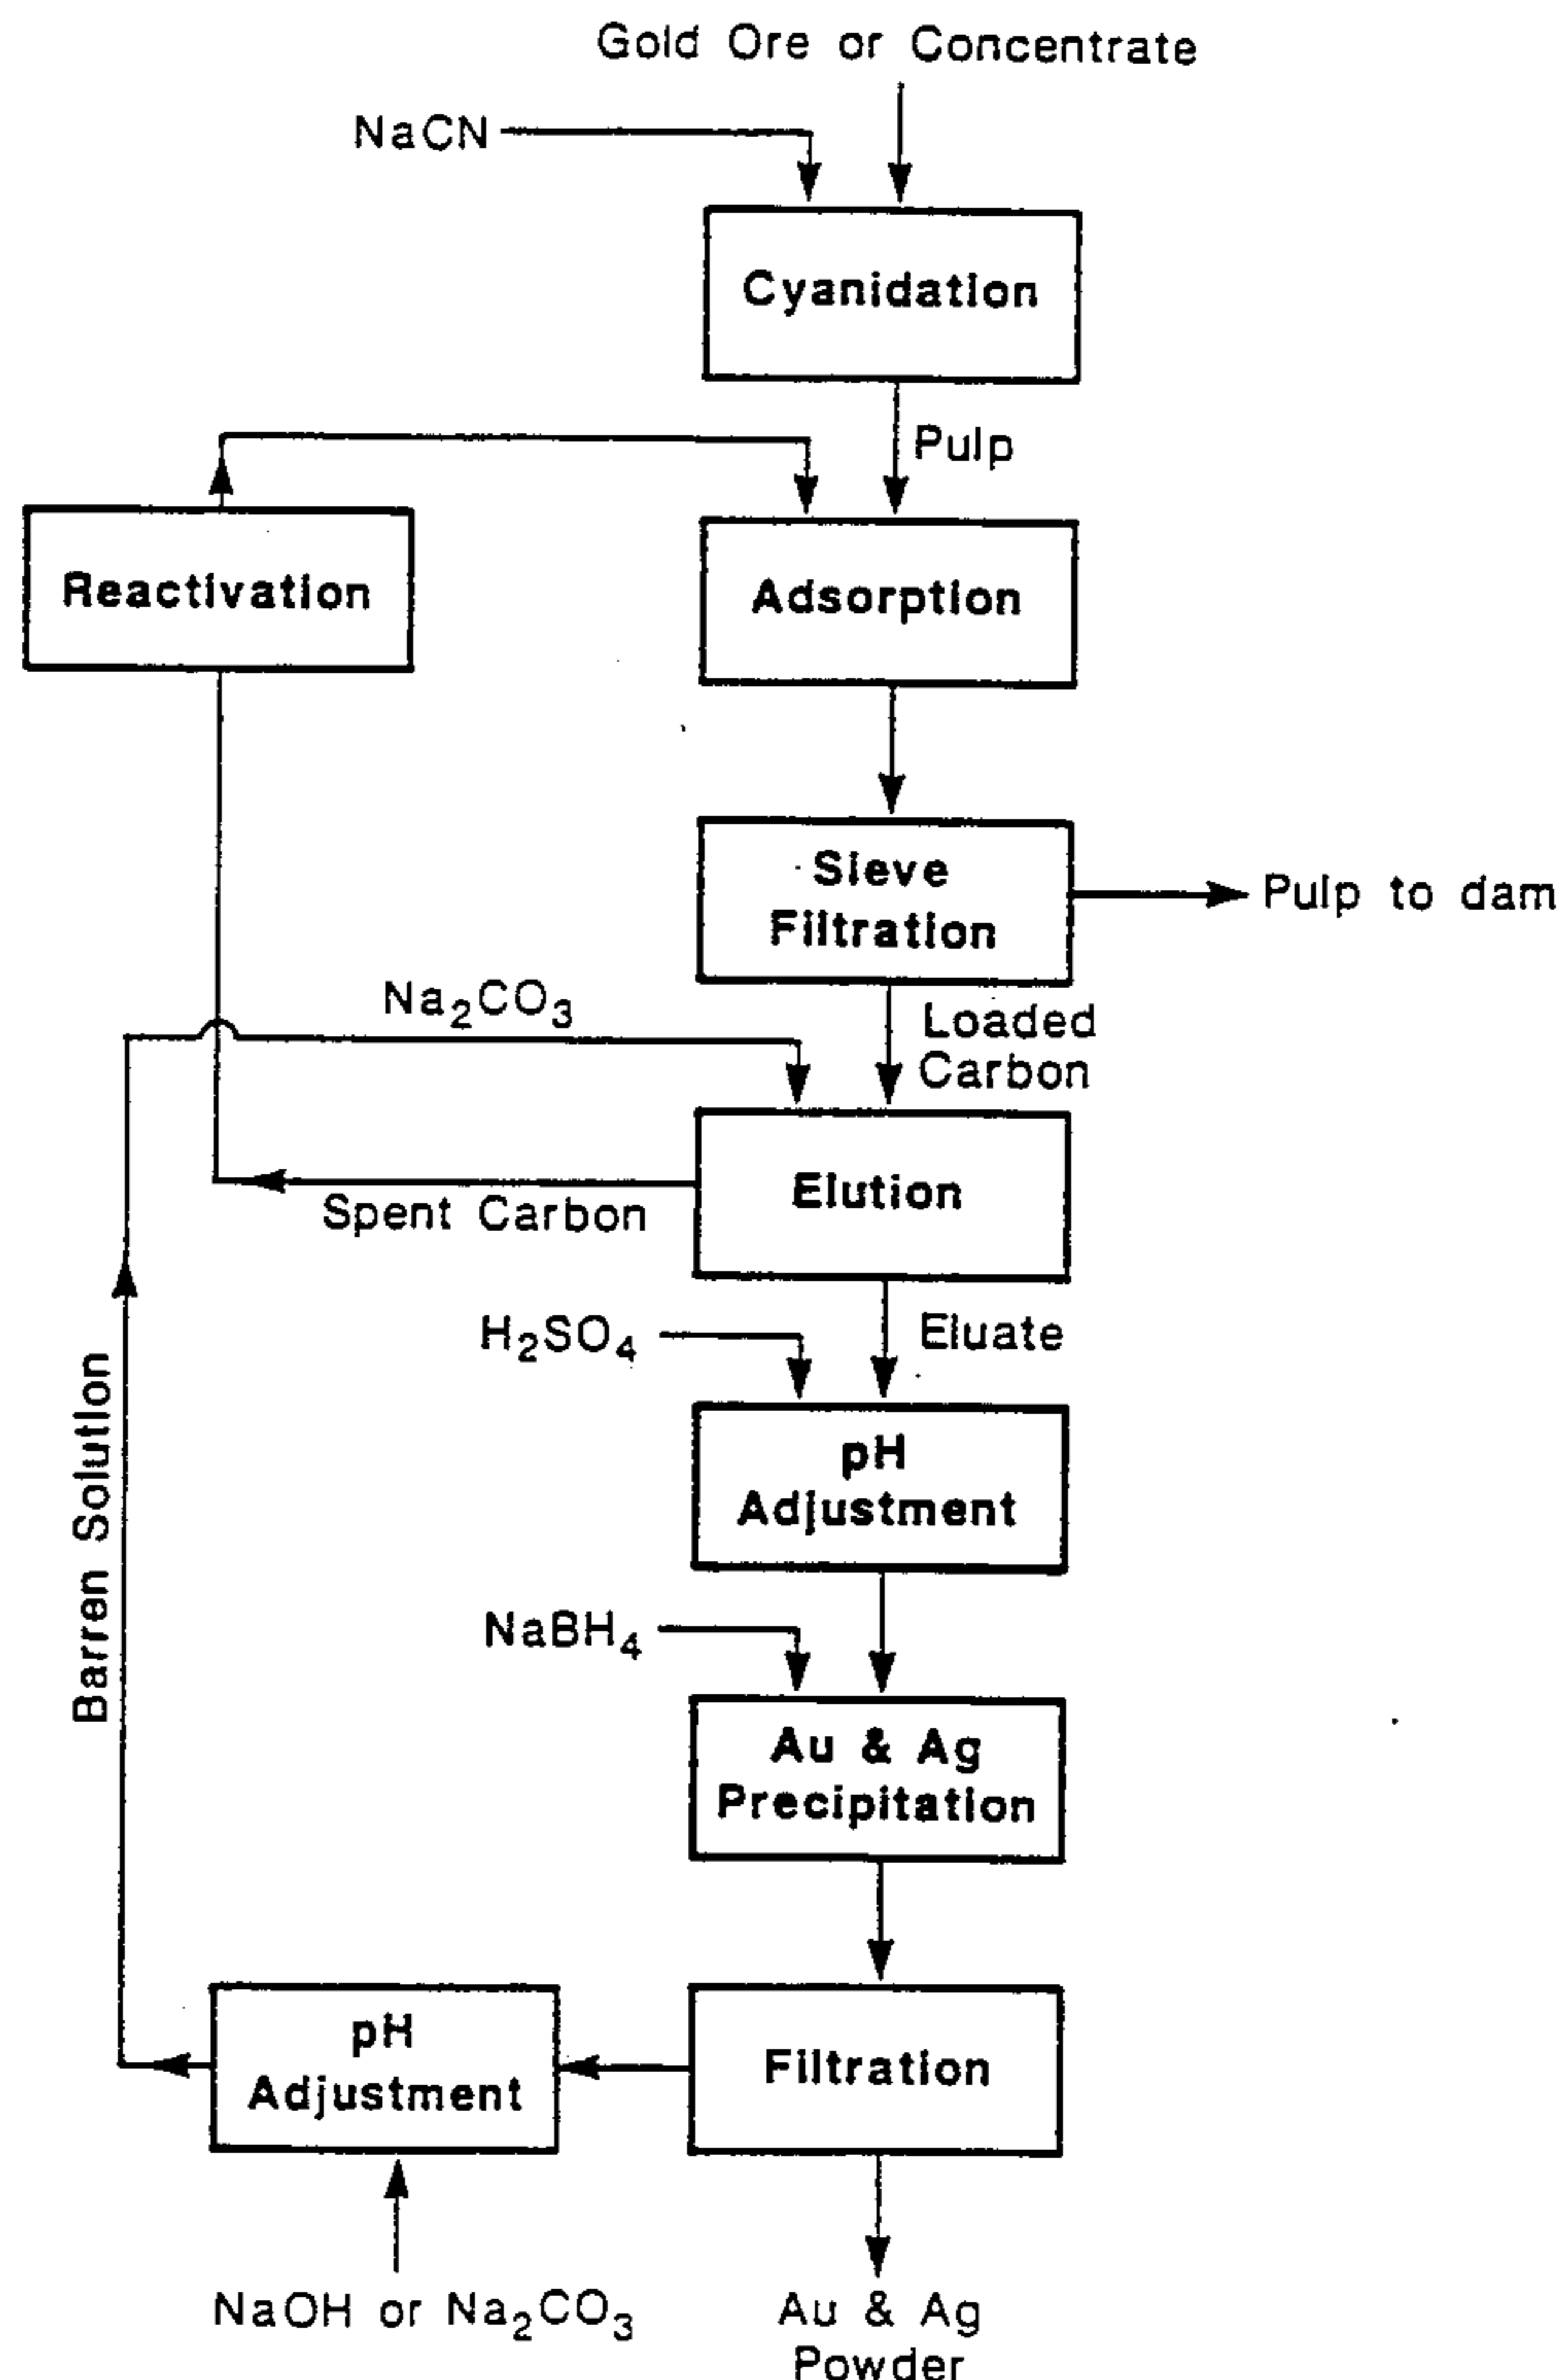 Gold Ore or Concentrate
NaCN
Cyanidation
Pulp
Reactivation
Adsorption
Sieve
Filtration
Pulp to dam
Na₂CO₃
Loaded
Carbon
Elution
Spent Carbon
H₂SO₄
Eluate
pH
Adjustment
Barren Solution
NaBH₄
Au & Ag
Precipitation
pH
Adjustment
Filtration
NaOH or Na₂CO₃
Au & Ag
Powder